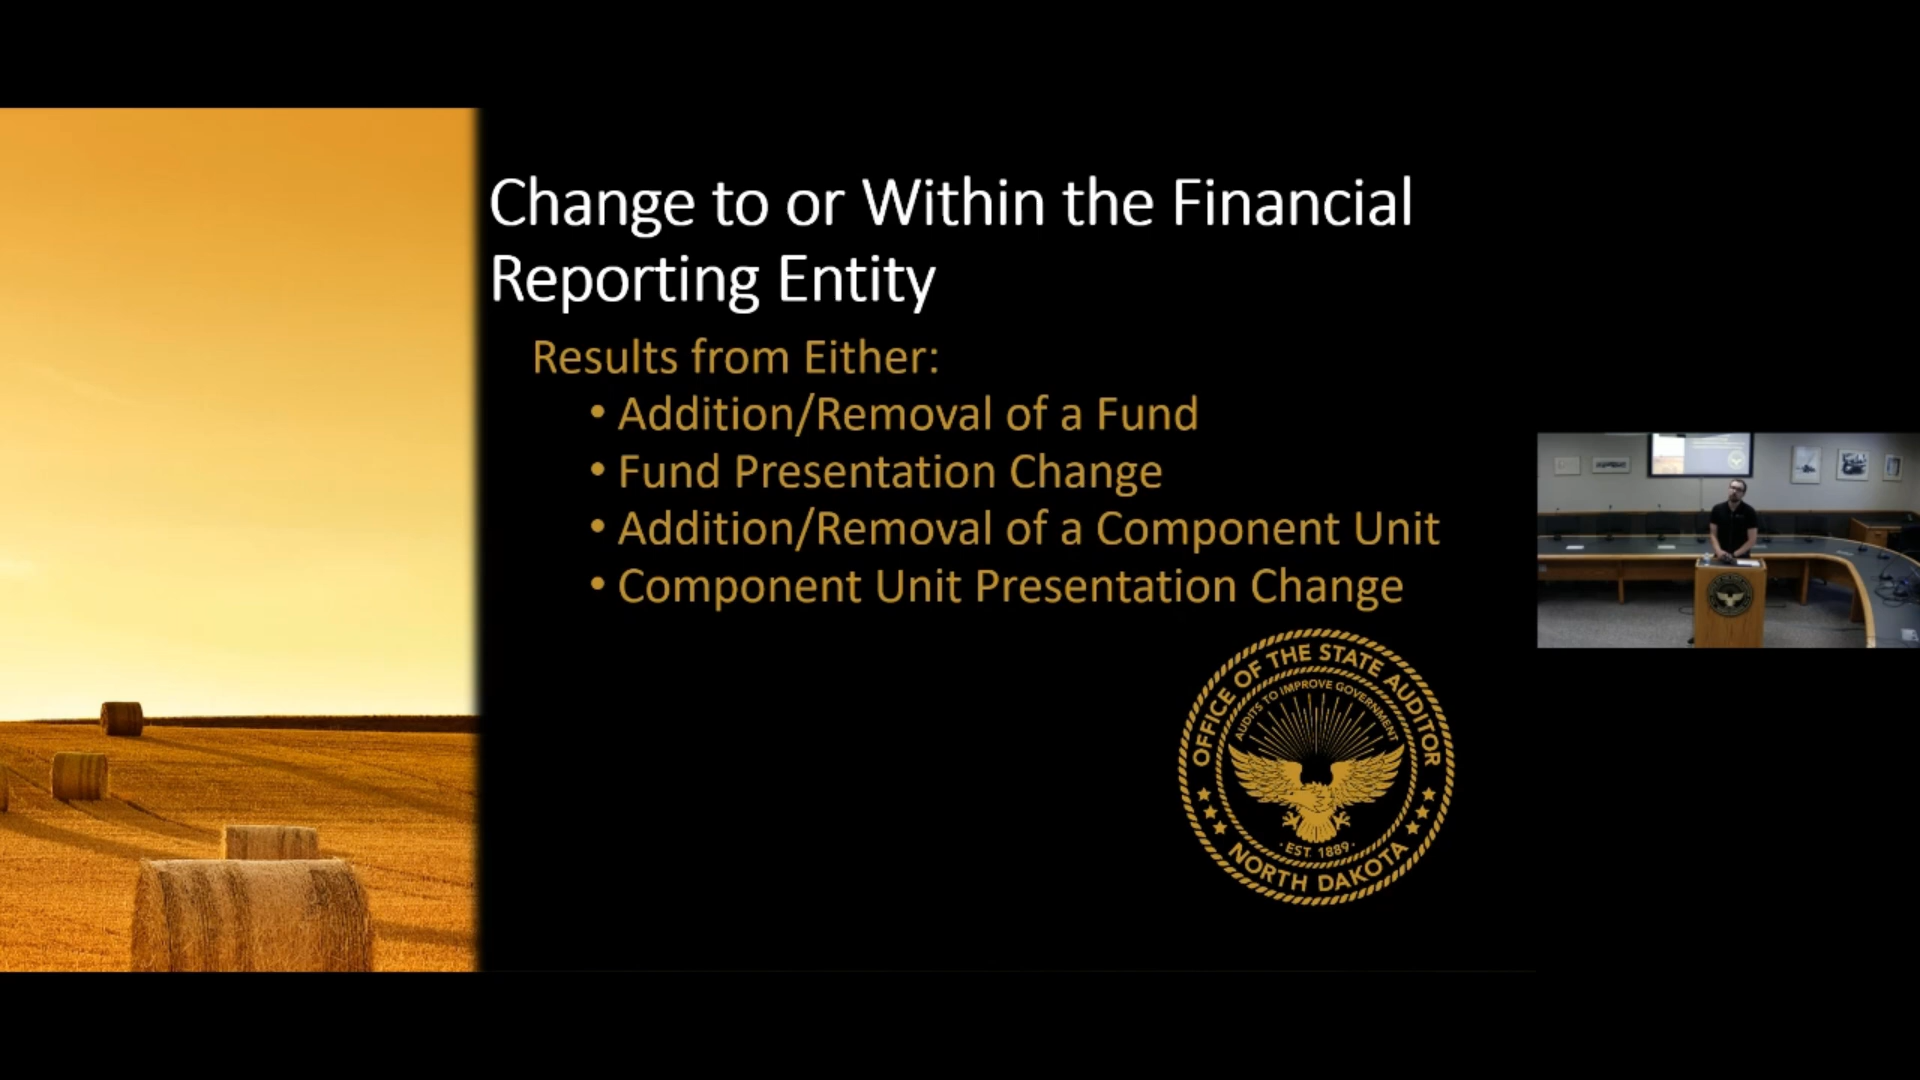 Change to or Within the Financial
Reporting Entity
Results from Either:
• Addition/Removal of a Fund
• Fund Presentation Change
• Addition/Removal of a Component Unit
• Component Unit Presentation Change
OFFICE OF THE STATE AUDITOR
AUDITS TO IMPROVE GOVERNMENT
· EST. 1889 ·
NORTH DAKOTA